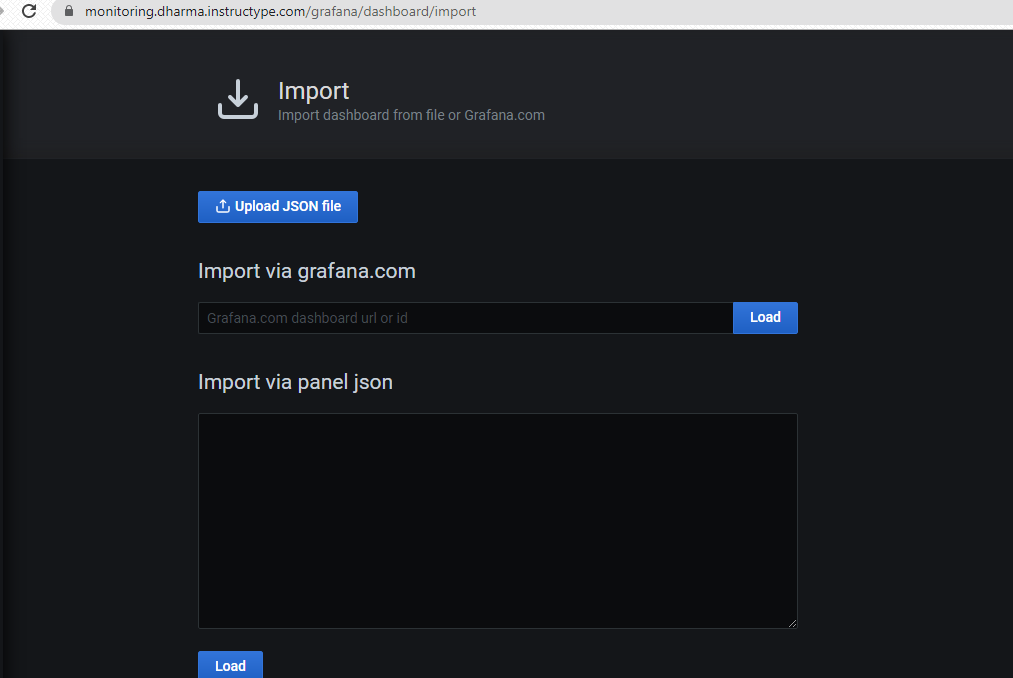 monitoring.dharma.instructype.com/grafana/dashboard/import
Import
Import dashboard from file or Grafana.com
Upload JSON file
Import via grafana.com
Grafana.com dashboard url or id
Load
Import via panel json
Load